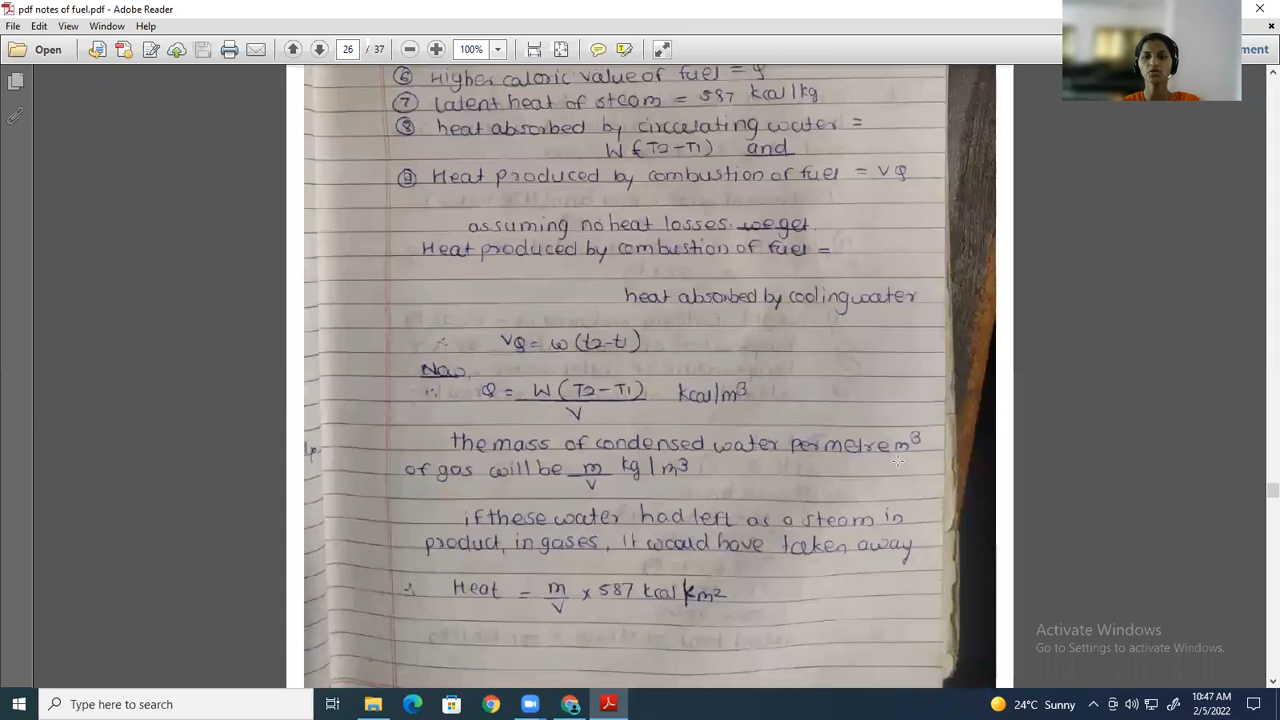 pdf notes of fuel.pdf - Adobe Reader
File Edit View Window Help
Open 26 / 37 100% ment
⑥ Higher caloric value of fuel = Q
⑦ latent heat of steam = 587 kcal/kg
⑧ heat absorbed by circulating water =
W (T2-T1) and
⑨ Heat produced by combustion of fuel = VQ
assuming no heat losses. we get
Heat produced by combustion of fuel =
heat absorbed by cooling water
∴ VQ = w (t2-t1)
Now,
∴ Q = W (T2-T1) / V kcal/m3
the mass of condensed water per metre m3
of gas will be m/V kg / m3
if these water had left as a steam in
product, in gases, it would have taken away
∴ Heat = m/V × 587 kcal/m2
Activate Windows
Go to Settings to activate Windows.
Type here to search
24°C Sunny
10:47 AM
2/5/2022